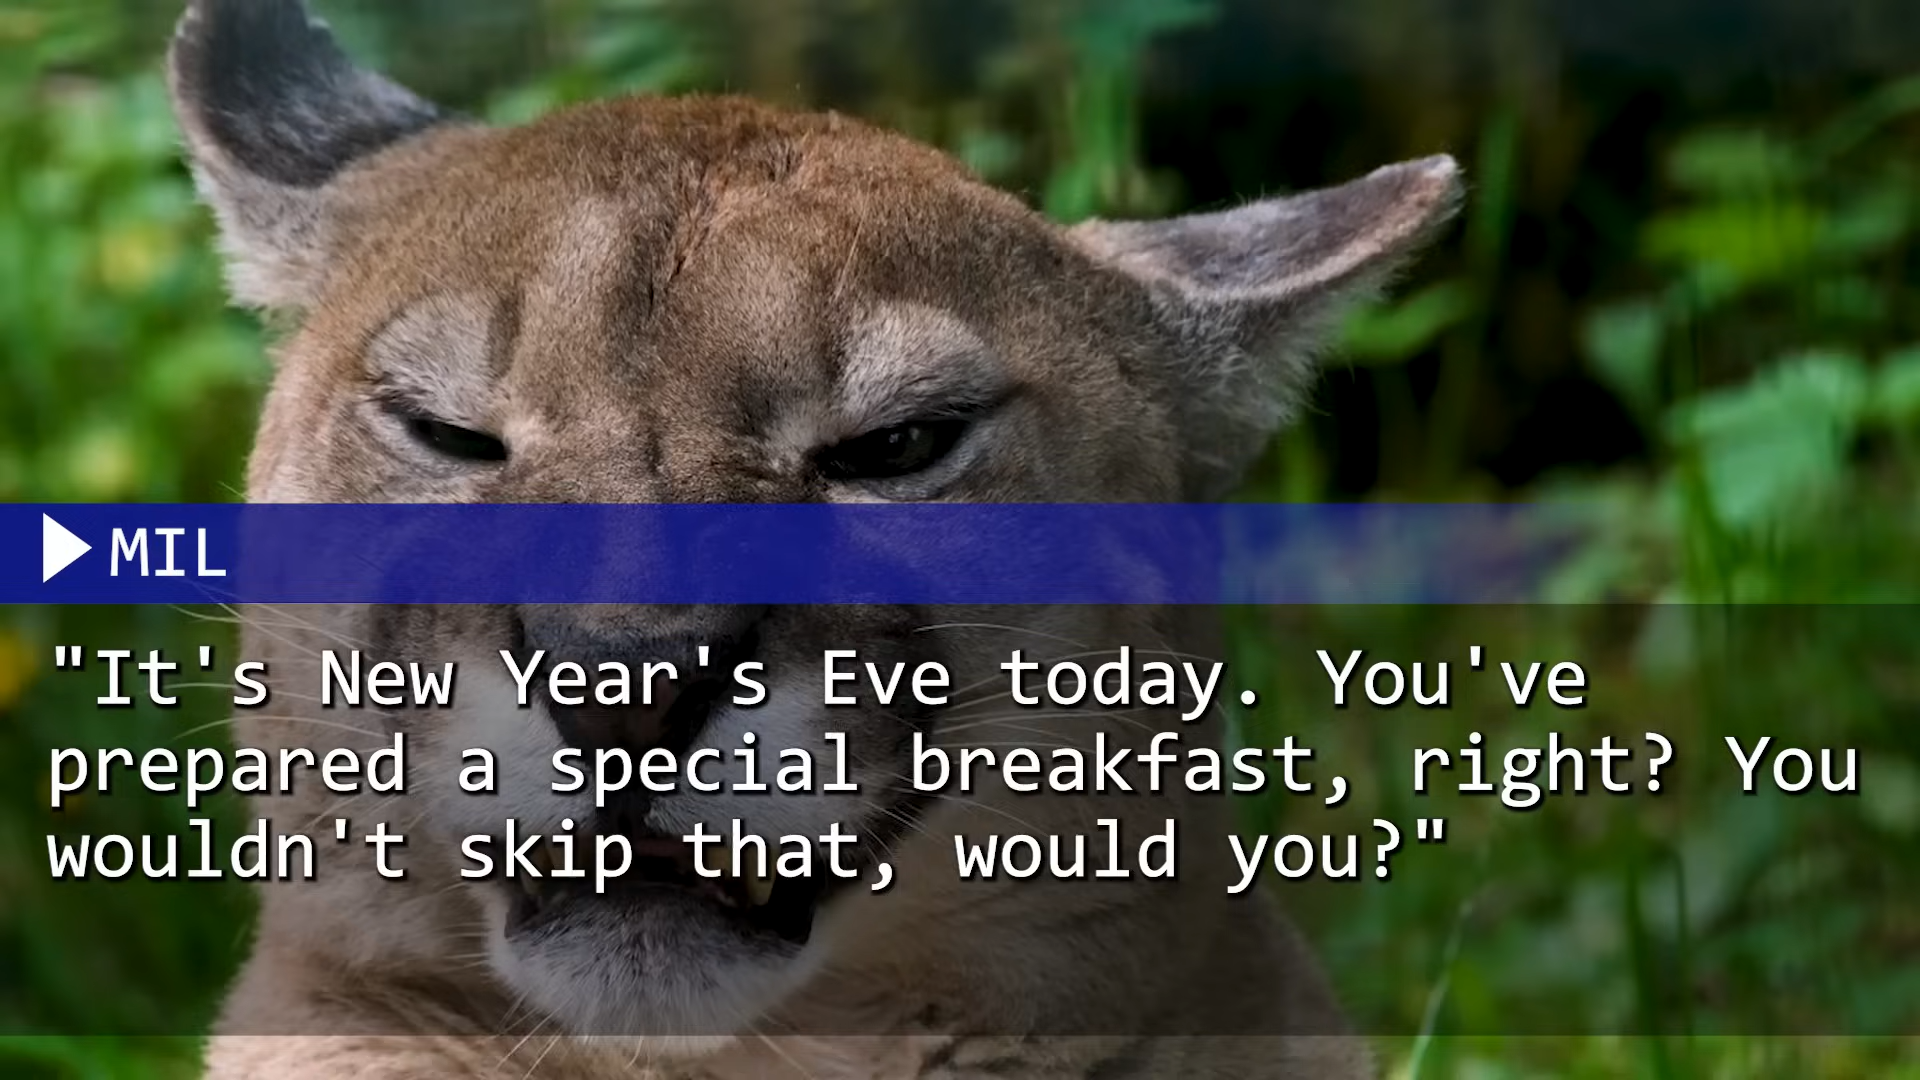 MIL
"It's New Year's Eve today. You've
prepared a special breakfast, right? You
wouldn't skip that, would you?"